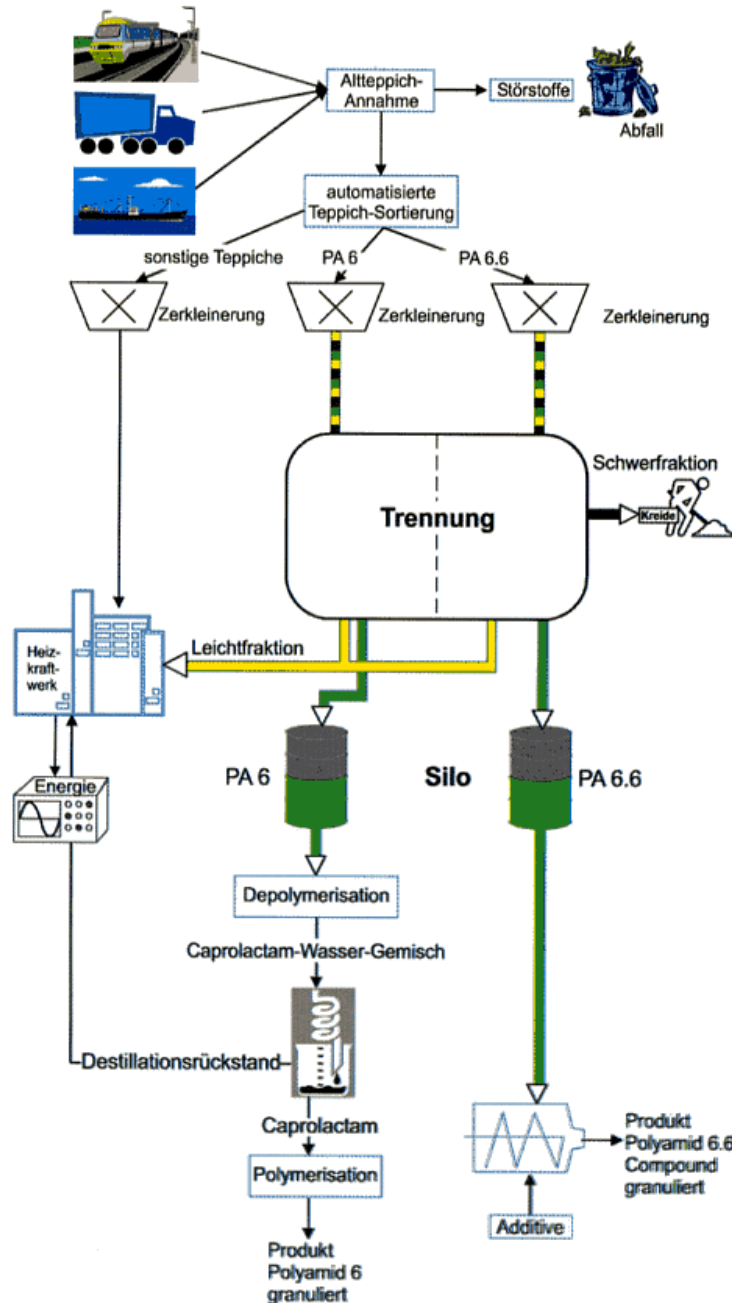 Altteppich-
Annahme
Störstoffe
Abfall
automatisierte
Teppich-Sortierung
sonstige Teppiche
PA 6
PA 6.6
Zerkleinerung
Zerkleinerung
Zerkleinerung
Schwerfraktion
Trennung
Kreide
Leichtfraktion
Heiz-
kraft-
werk
Energie
PA 6
Silo
PA 6.6
Depolymerisation
Caprolactam-Wasser-Gemisch
Destillationsrückstand
Caprolactam
Polymerisation
Produkt
Polyamid 6
granuliert
Produkt
Polyamid 6.6
Compound
granuliert
Additive